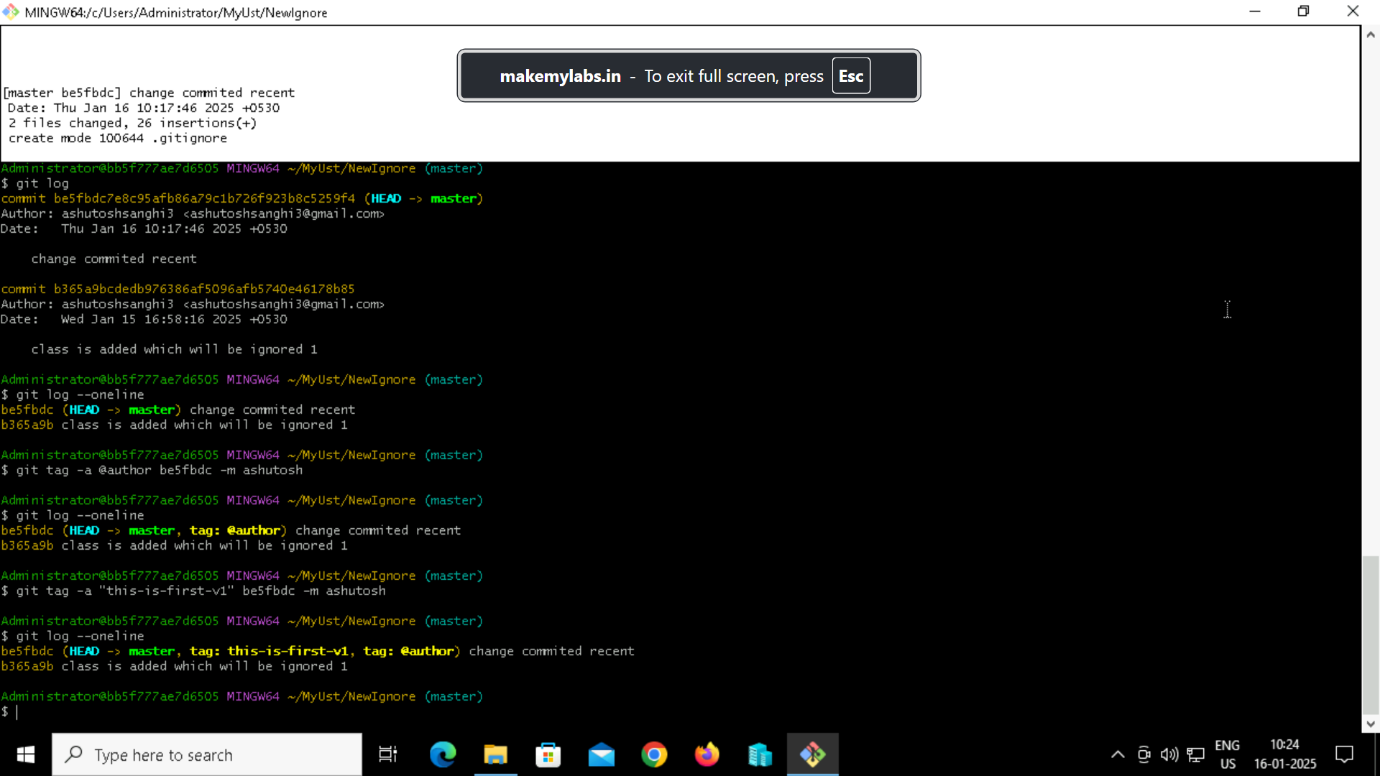 MINGW64:/c/Users/Administrator/MyUst/NewIgnore
makemylabs.in - To exit full screen, press Esc
[master be5fbdc] change commited recent
Date: Thu Jan 16 10:17:46 2025 +0530
2 files changed, 26 insertions(+)
create mode 100644 .gitignore
Administrator@bb5f777ae7d6505 MINGW64 ~/MyUst/NewIgnore (master)
$ git log
commit be5fbdc7e8c95afb86a79c1b726f923b8c5259f4 (HEAD -> master)
Author: ashutoshsanghi3 <ashutoshsanghi3@gmail.com>
Date:   Thu Jan 16 10:17:46 2025 +0530
change commited recent
commit b365a9bcdedb976386af5096afb5740e46178b85
Author: ashutoshsanghi3 <ashutoshsanghi3@gmail.com>
Date:   Wed Jan 15 16:58:16 2025 +0530
class is added which will be ignored 1
Administrator@bb5f777ae7d6505 MINGW64 ~/MyUst/NewIgnore (master)
$ git log --oneline
be5fbdc (HEAD -> master) change commited recent
b365a9b class is added which will be ignored 1
Administrator@bb5f777ae7d6505 MINGW64 ~/MyUst/NewIgnore (master)
$ git tag -a @author be5fbdc -m ashutosh
Administrator@bb5f777ae7d6505 MINGW64 ~/MyUst/NewIgnore (master)
$ git log --oneline
be5fbdc (HEAD -> master, tag: @author) change commited recent
b365a9b class is added which will be ignored 1
Administrator@bb5f777ae7d6505 MINGW64 ~/MyUst/NewIgnore (master)
$ git tag -a "this-is-first-v1" be5fbdc -m ashutosh
Administrator@bb5f777ae7d6505 MINGW64 ~/MyUst/NewIgnore (master)
$ git log --oneline
be5fbdc (HEAD -> master, tag: this-is-first-v1, tag: @author) change commited recent
b365a9b class is added which will be ignored 1
Administrator@bb5f777ae7d6505 MINGW64 ~/MyUst/NewIgnore (master)
$
Type here to search
ENG
US
10:24
16-01-2025